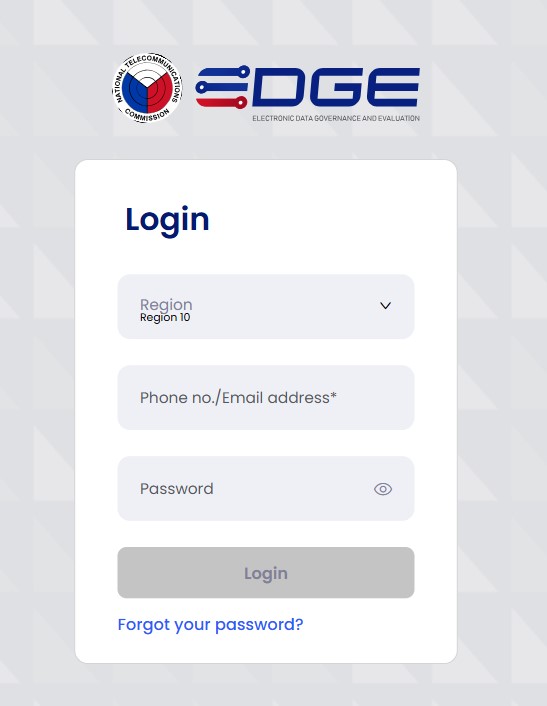 NATIONAL TELECOMMUNICATIONS
COMMISSION
EDGE
ELECTRONIC DATA GOVERNANCE AND EVALUATION
Login
Region
Region 10
Phone no./Email address*
Password
Login
Forgot your password?